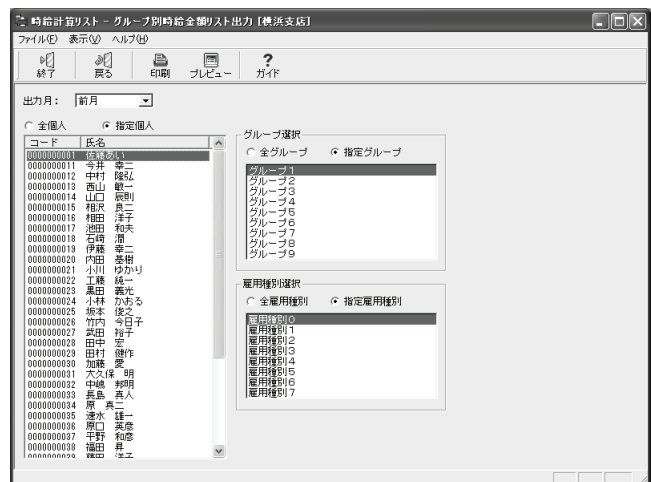 時給計算リスト - グループ別時給金額リスト出力 [横浜支店]
ファイル(F) 表示(V) ヘルプ(H)
終了 戻る 印刷 プレビュー ガイド
出力月： 前月
全個人 指定個人
コード 氏名
0000000001 佐藤あい
0000000011 今井 幸二
0000000012 中村 隆弘
0000000013 西山 敏一
0000000014 山口 辰則
0000000015 相沢 良二
0000000016 相田 洋子
0000000017 池田 和夫
0000000018 石崎 潤
0000000019 伊藤 幸二
0000000020 内田 基樹
0000000021 小川 ゆかり
0000000022 工藤 純一
0000000023 黒田 義光
0000000024 小林 かおる
0000000025 坂本 俊之
0000000026 竹内 今日子
0000000027 武田 裕子
0000000028 田中 宏
0000000029 田村 健作
0000000030 加藤 愛
0000000031 大久保 明
0000000032 中嶋 邦明
0000000033 長島 真人
0000000034 原 真二
0000000035 速水 雄一
0000000036 原口 英彦
0000000037 平野 和彦
0000000038 福田 昇
0000000039 藤田 洋子
グループ選択
全グループ 指定グループ
グループ1
グループ2
グループ3
グループ4
グループ5
グループ6
グループ7
グループ8
グループ9
雇用種別選択
全雇用種別 指定雇用種別
雇用種別0
雇用種別1
雇用種別2
雇用種別3
雇用種別4
雇用種別5
雇用種別6
雇用種別7